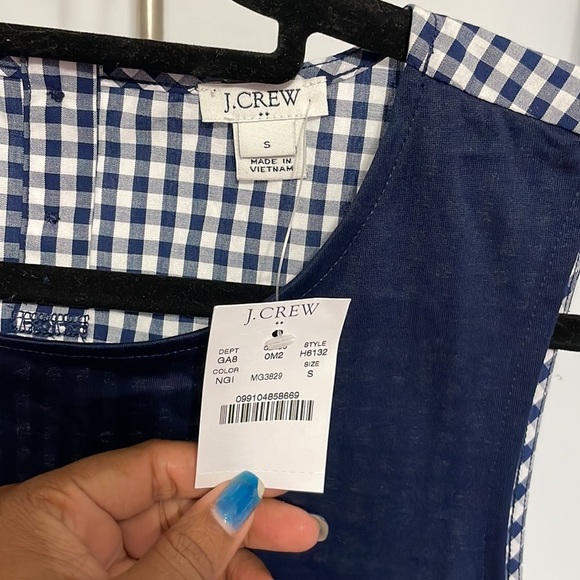 J.CREW
S
MADE IN
VIETNAM
J.CREW
DEPT STYLE
GA8 0M2 H6132
COLOR SIZE
NGI MG3829 S
099104858669